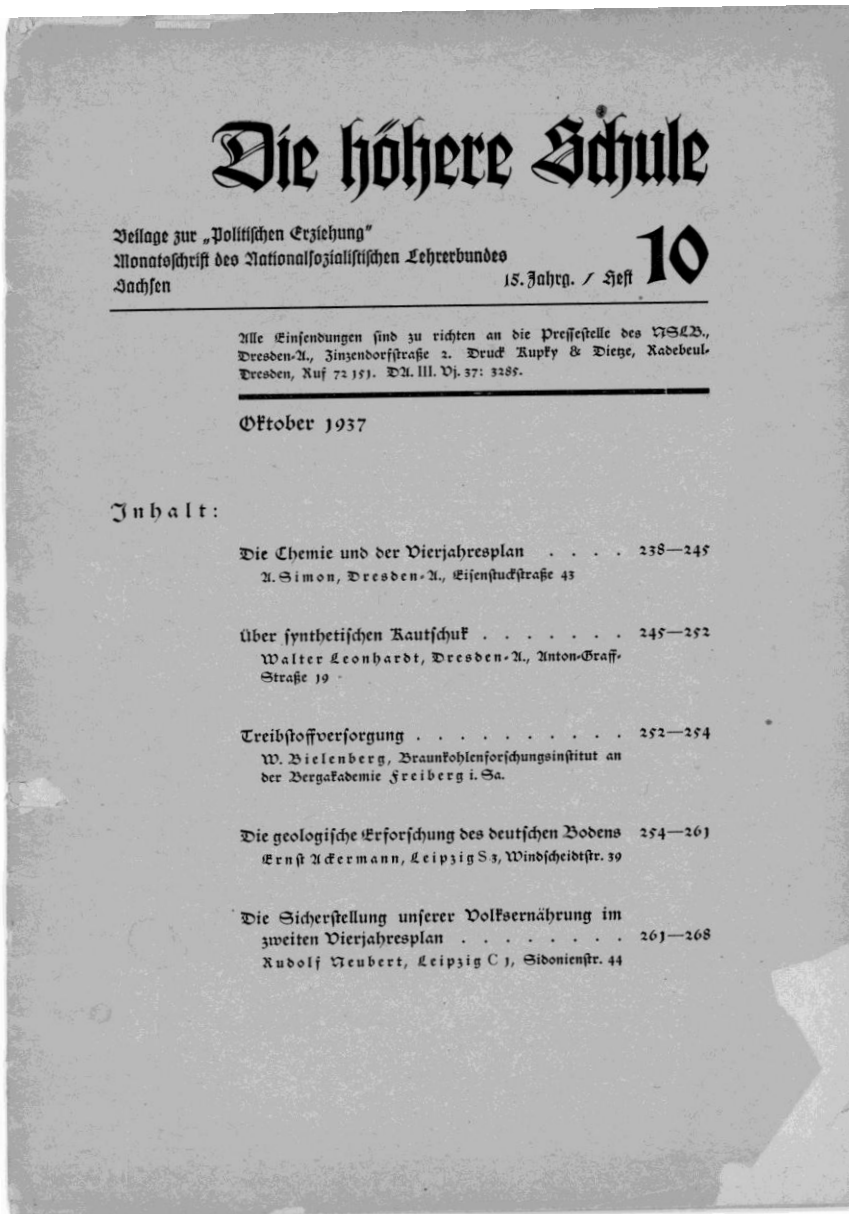 Die höhere Schule
Beilage zur „Politischen Erziehung“
Monatsschrift des Nationalsozialistischen Lehrerbundes
Sachsen
15. Jahrg. / Heft 10
Alle Einsendungen sind zu richten an die Pressestelle des NSLB.,
Dresden-A., Zinzendorfstraße 2. Druck Kupky & Dietze, Radebeul-
Dresden, Ruf 72 151. DA. III. Vj. 37: 3285.
Oktober 1937
Inhalt:
Die Chemie und der Vierjahresplan . . . . 238—245
A. Simon, Dresden-A., Eisenstuckstraße 43
Über synthetischen Kautschuk . . . . . . . 245—252
Walter Leonhardt, Dresden-A., Anton-Graff-
Straße 19
Treibstoffversorgung . . . . . . . . . . 252—254
W. Bielenberg, Braunkohlenforschungsinstitut an
der Bergakademie Freiberg i. Sa.
Die geologische Erforschung des deutschen Bodens 254—261
Ernst Ackermann, Leipzig S 3, Windscheidtstr. 39
Die Sicherstellung unserer Volksernährung im
zweiten Vierjahresplan . . . . . . . . 261—268
Rudolf Neubert, Leipzig C 1, Sidonienstr. 44